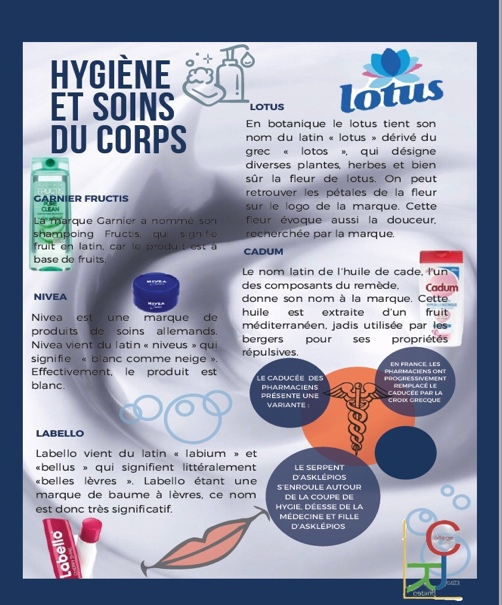 HYGIÈNE
ET SOINS
DU CORPS
lotus
LOTUS
En botanique le lotus tient son
nom du latin « lotus » dérivé du
grec « lotos », qui désigne
diverses plantes, herbes et bien
sûr la fleur de lotus. On peut
retrouver les pétales de la fleur
sur le logo de la marque. Cette
fleur évoque aussi la douceur,
recherchée par la marque.
FRUCTIS
PURE
CLEAN
GARNIER FRUCTIS
La marque Garnier a nommé son
shampoing Fructis, qui signifie
fruit en latin, car le produit est à
base de fruits.
CADUM
Le nom latin de l'huile de cade, l'un
des composants du remède,
donne son nom à la marque. Cette
huile est extraite d'un fruit
méditerranéen, jadis utilisée par les
bergers pour ses propriétés
répulsives.
Cadum
NIVEA
NIVEA
NIVEA
Nivea est une marque de
produits de soins allemands.
Nivea vient du latin « niveus » qui
signifie « blanc comme neige ».
Effectivement, le produit est
blanc.
LE CADUCÉE DES
PHARMACIENS
PRÉSENTE UNE
VARIANTE :
EN FRANCE, LES
PHARMACIENS ONT
PROGRESSIVEMENT
REMPLACÉ LE
CADUCÉE PAR LA
CROIX GRECQUE
LABELLO
Labello vient du latin « labium » et
«bellus » qui signifient littéralement
«belles lèvres ». Labello étant une
marque de baume à lèvres, ce nom
est donc très significatif.
LE SERPENT
D'ASKLÉPIOS
S'ENROULE AUTOUR
DE LA COUPE DE
HYGIE, DÉESSE DE LA
MÉDECINE ET FILLE
D'ASKLÉPIOS
Labello